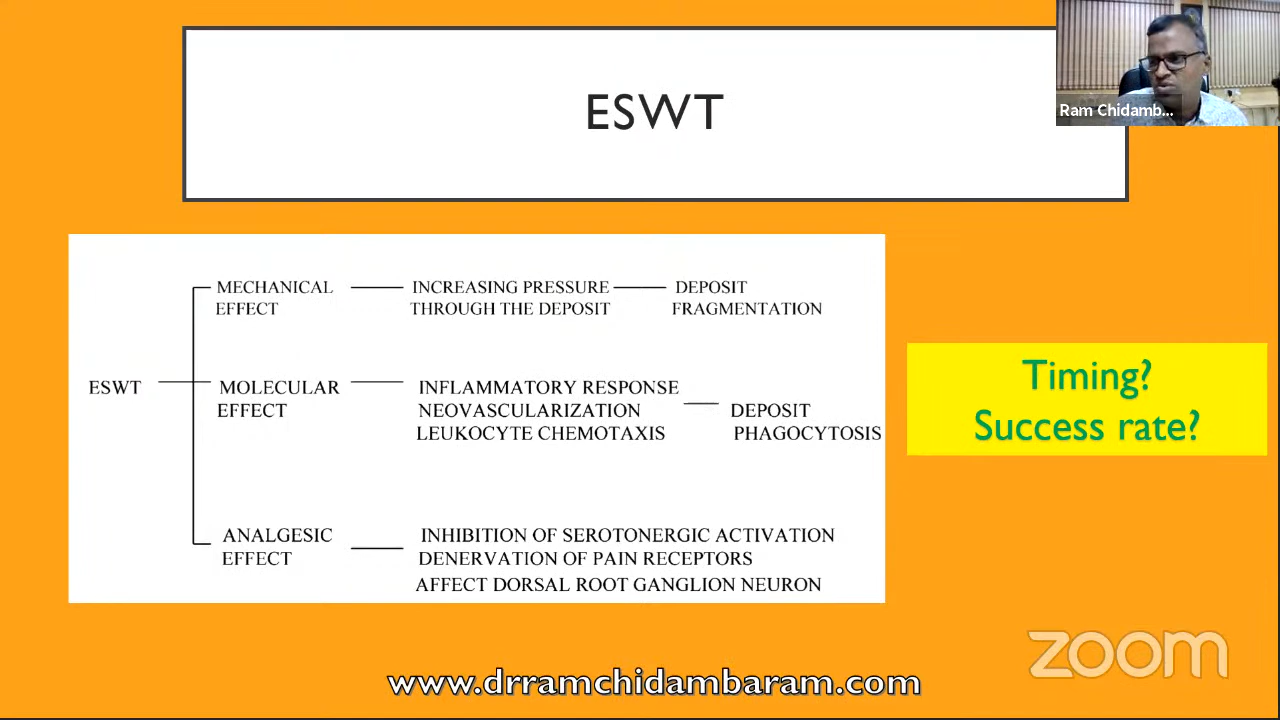 ESWT
Ram Chidamb...
MECHANICAL EFFECT
INCREASING PRESSURE THROUGH THE DEPOSIT
DEPOSIT FRAGMENTATION
ESWT
MOLECULAR EFFECT
INFLAMMATORY RESPONSE
NEOVASCULARIZATION
LEUKOCYTE CHEMOTAXIS
DEPOSIT PHAGOCYTOSIS
ANALGESIC EFFECT
INHIBITION OF SEROTONERGIC ACTIVATION
DENERVATION OF PAIN RECEPTORS
AFFECT DORSAL ROOT GANGLION NEURON
Timing?
Success rate?
zoom
www.drramchidambaram.com